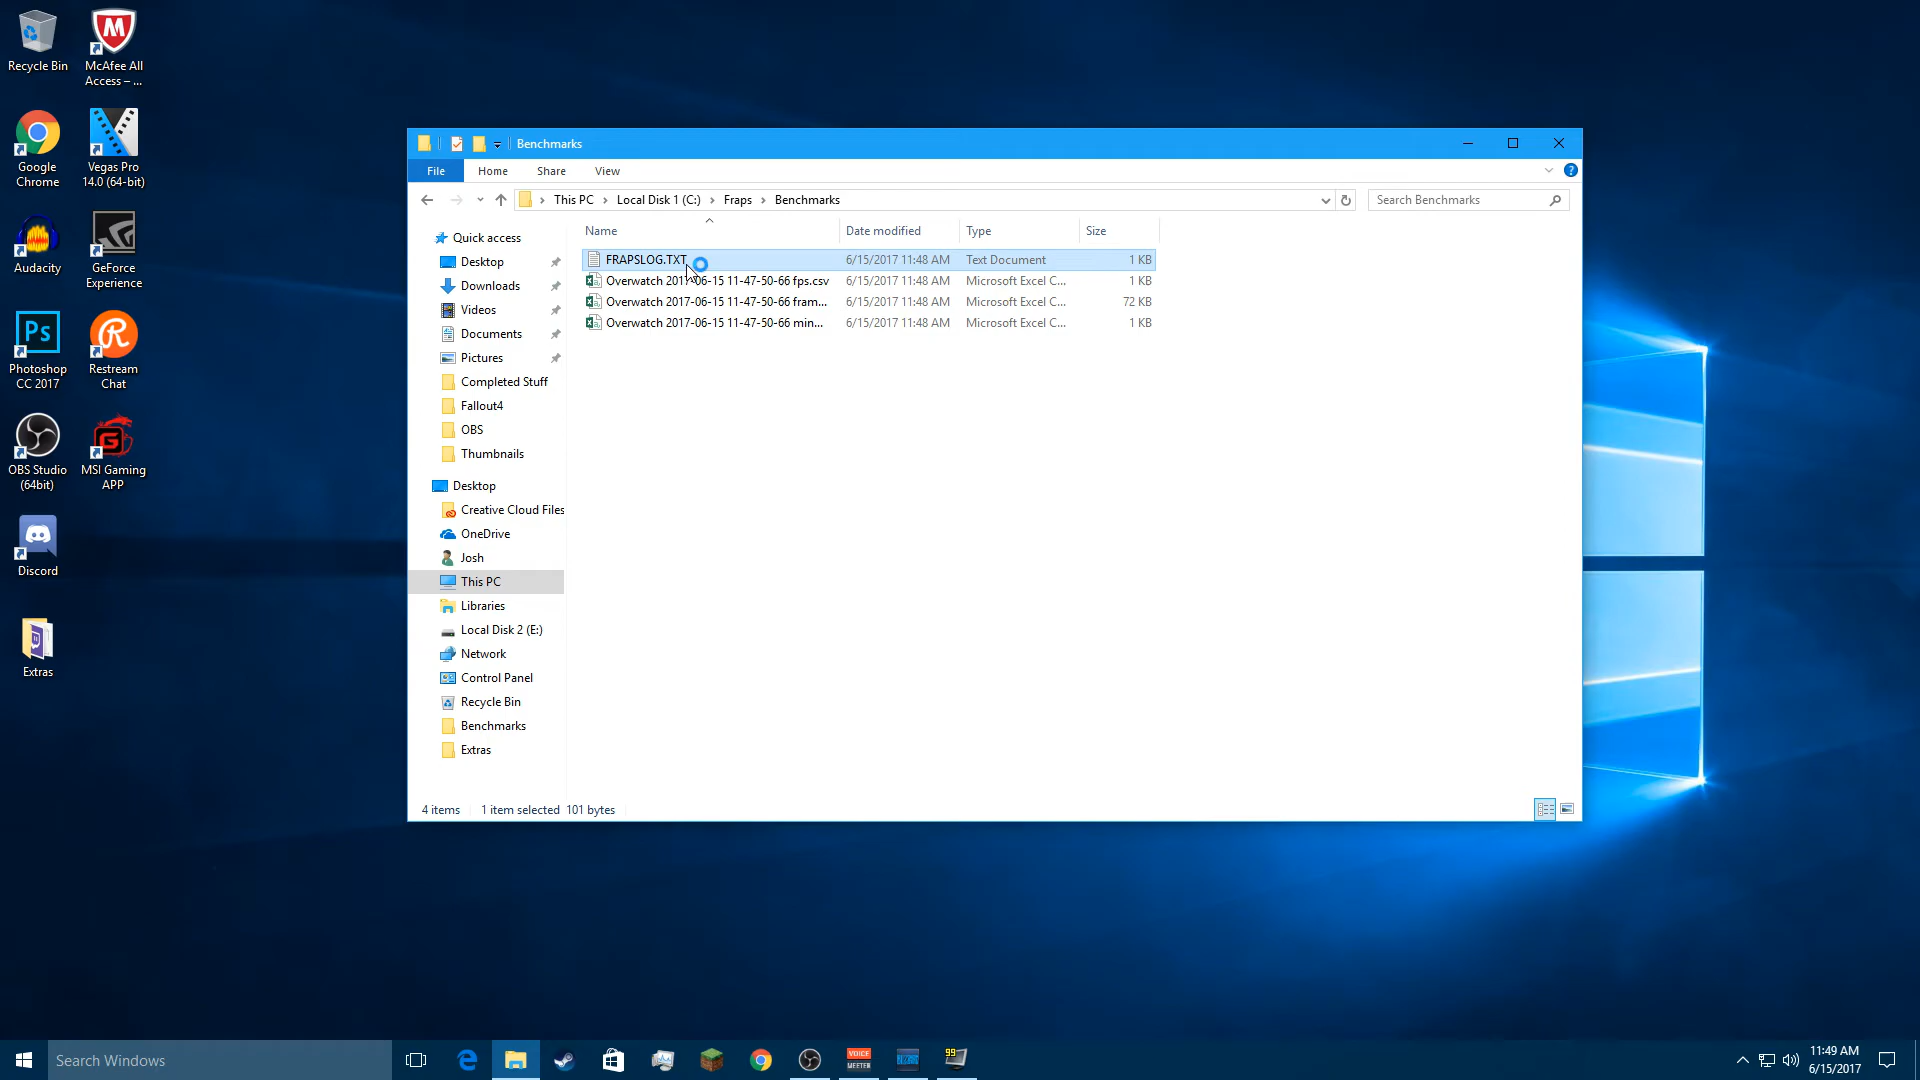 Recycle Bin
McAfee All
Access – ...
Google
Chrome
Vegas Pro
14.0 (64-bit)
Audacity
GeForce
Experience
Photoshop
CC 2017
Restream
Chat
OBS Studio
(64bit)
MSI Gaming
APP
Discord
Extras
Benchmarks
File Home Share View
This PC Local Disk 1 (C:) Fraps Benchmarks
Search Benchmarks
Name Date modified Type Size
FRAPSLOG.TXT 6/15/2017 11:48 AM Text Document 1 KB
Overwatch 2017-06-15 11-47-50-66 fps.csv 6/15/2017 11:48 AM Microsoft Excel C... 1 KB
Overwatch 2017-06-15 11-47-50-66 fram... 6/15/2017 11:48 AM Microsoft Excel C... 72 KB
Overwatch 2017-06-15 11-47-50-66 min... 6/15/2017 11:48 AM Microsoft Excel C... 1 KB
Quick access
Desktop
Downloads
Videos
Documents
Pictures
Completed Stuff
Fallout4
OBS
Thumbnails
Desktop
Creative Cloud Files
OneDrive
Josh
This PC
Libraries
Local Disk 2 (E:)
Network
Control Panel
Recycle Bin
Benchmarks
Extras
4 items 1 item selected 101 bytes
Search Windows
VOICE
MEETER
99
11:49 AM
6/15/2017